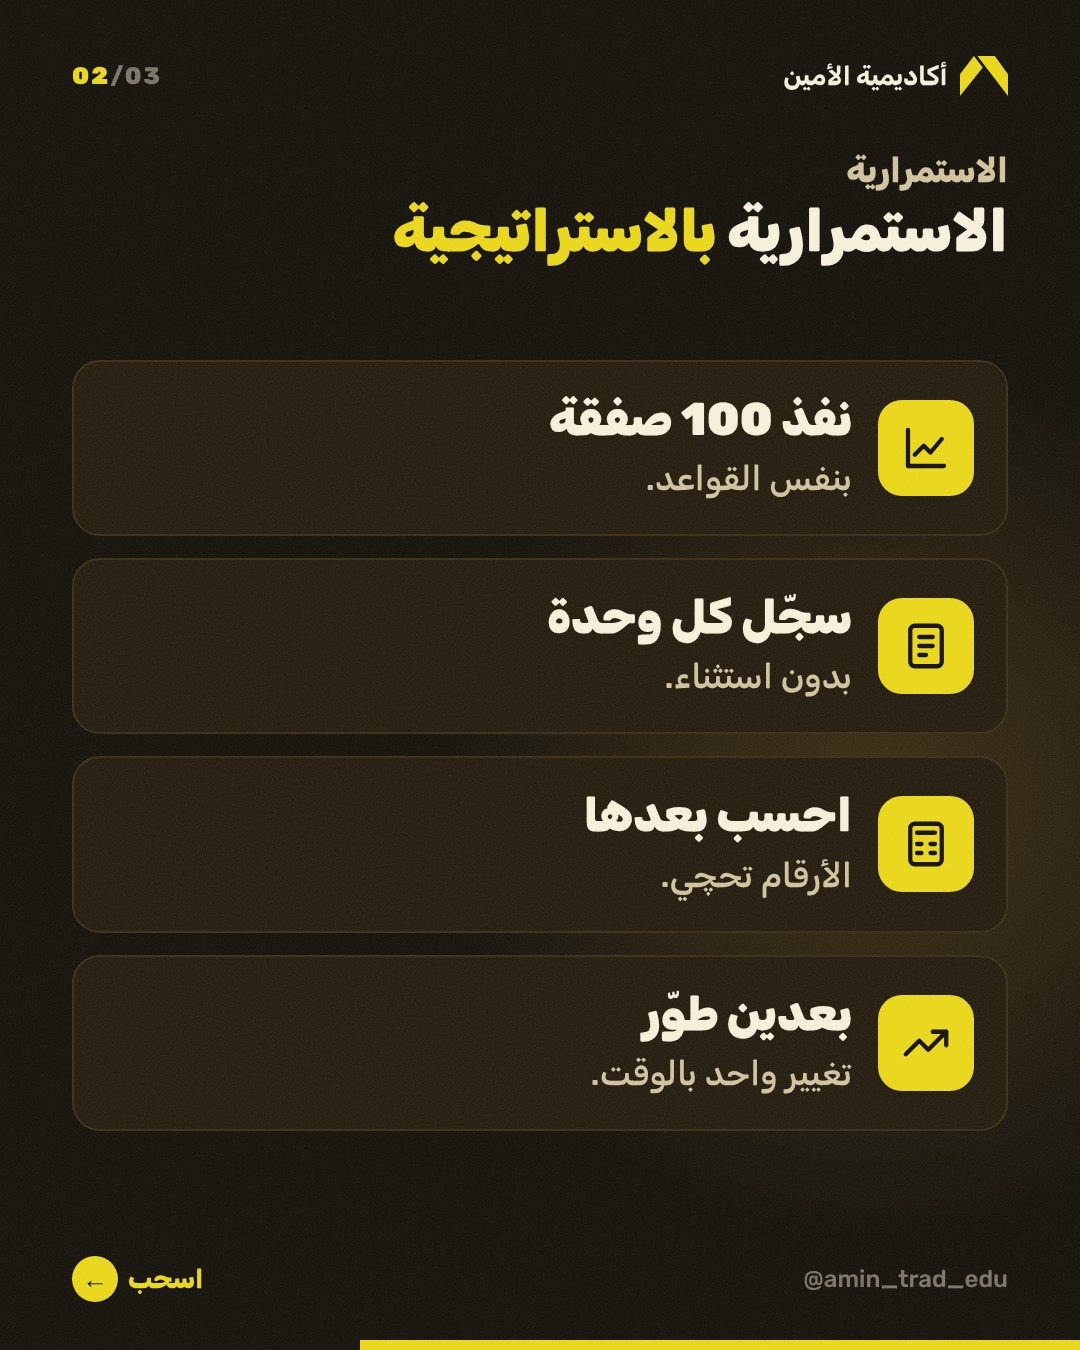 أكاديمية الأمين
02/03
الاستمرارية
الاستمرارية بالاستراتيجية
نفذ 100 صفقة
بنفس القواعد.
سجّل كل وحدة
بدون استثناء.
احسب بعدها
الأرقام تحچي.
بعدين طوّر
تغيير واحد بالوقت.
@amin_trad_edu
اسحب ←